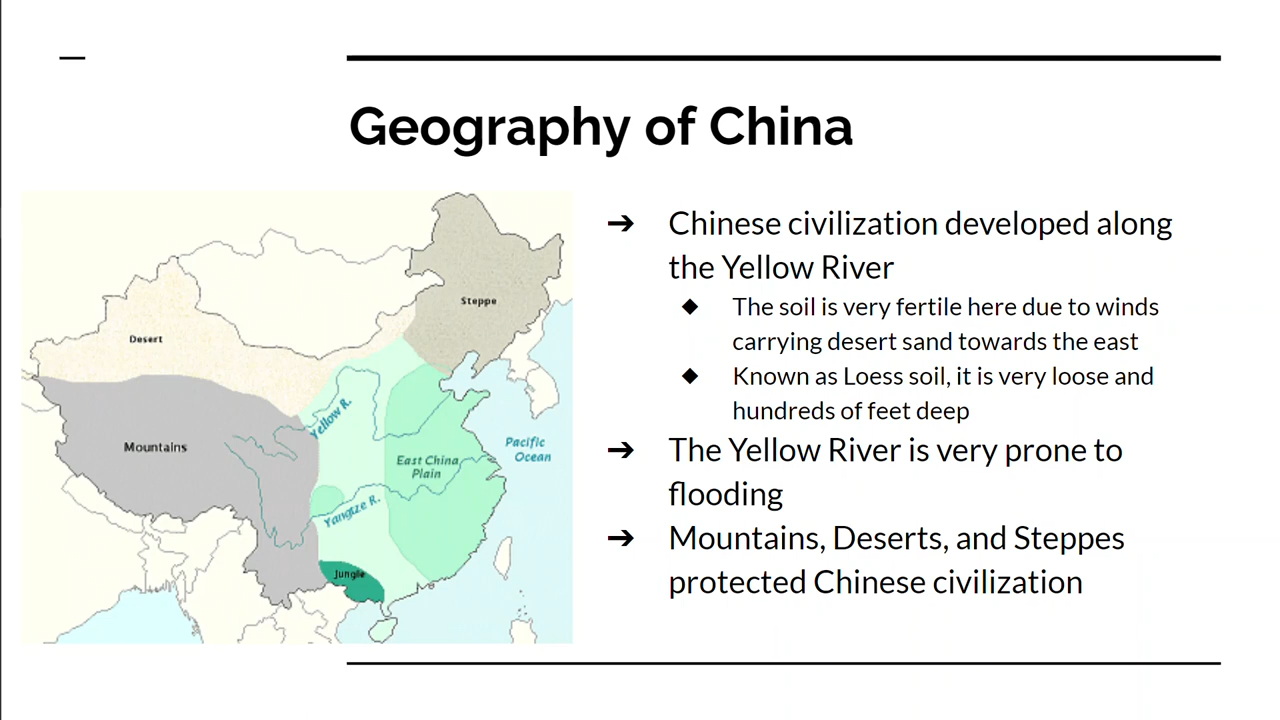 Geography of China
Steppe
Desert
Yellow R.
Mountains
Pacific
Ocean
East China
Plain
Yangtze R.
Jungle
➔ Chinese civilization developed along
the Yellow River
◆ The soil is very fertile here due to winds
carrying desert sand towards the east
◆ Known as Loess soil, it is very loose and
hundreds of feet deep
➔ The Yellow River is very prone to
flooding
➔ Mountains, Deserts, and Steppes
protected Chinese civilization